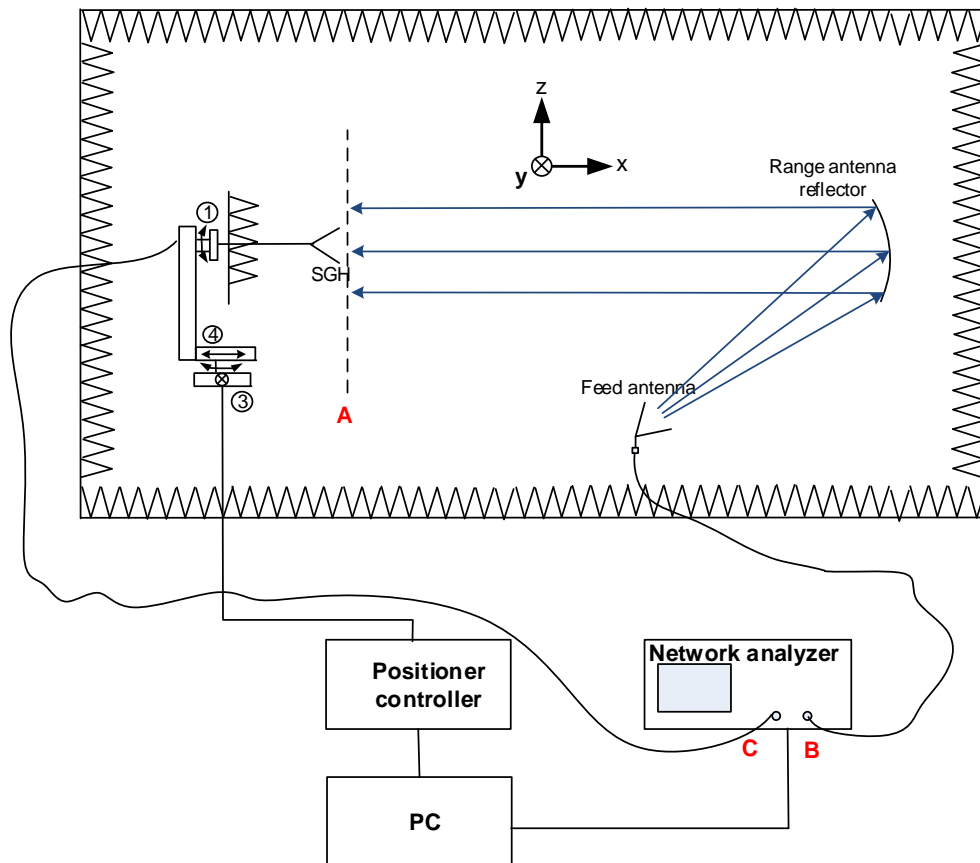 z
y
x
Range antenna
reflector
①
SGH
④
③
A
Feed antenna
Positioner
controller
Network analyzer
C
B
PC